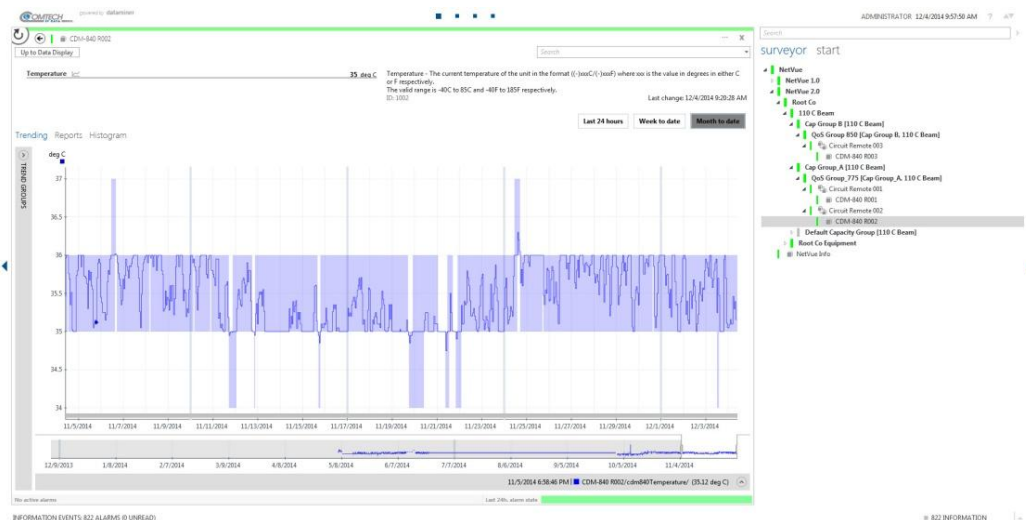 COMTECH powered by dataminer
ADMINISTRATOR 12/4/2014 9:57:50 AM ?
CDM-840 R002
Up to Data Display
Search
Temperature 35 deg C
Temperature - The current temperature of the unit in the format ((-)xxxC/(-)xxxF) where xxx is the value in degrees in either C
or F respectively.
The valid range is -40C to 85C and -40F to 185F respectively.
ID: 1002
Last change: 12/4/2014 9:20:28 AM
Last 24 hours Week to date Month to date
Trending Reports Histogram
TREND GROUPS
deg C
37
36.5
36
35.5
35
34.5
34
11/5/2014 11/7/2014 11/9/2014 11/11/2014 11/13/2014 11/15/2014 11/17/2014 11/19/2014 11/21/2014 11/23/2014 11/25/2014 11/27/2014 11/29/2014 12/1/2014 12/3/2014
12/9/2013 1/8/2014 2/7/2014 3/9/2014 4/8/2014 5/8/2014 6/7/2014 7/7/2014 8/6/2014 9/5/2014 10/5/2014 11/4/2014
11/5/2014 6:58:46 PM | CDM-840 R002/cdm840Temperature/ (35.12 deg C)
No active alarms
Last 24h. alarm state
Search
surveyor start
NetVue
NetVue 1.0
NetVue 2.0
Root Co
110 C Beam
Cap Group B [110 C Beam]
QoS Group 850 [Cap Group B, 110 C Beam]
Circuit Remote 003
CDM-840 R003
Cap Group_A [110 C Beam]
QoS Group_775 [Cap Group_A, 110 C Beam]
Circuit Remote 001
CDM-840 R001
Circuit Remote 002
CDM-840 R002
Default Capacity Group [110 C Beam]
Root Co Equipment
NetVue Info
INFORMATION EVENTS: 822 ALARMS (0 UNREAD)
822 INFORMATION